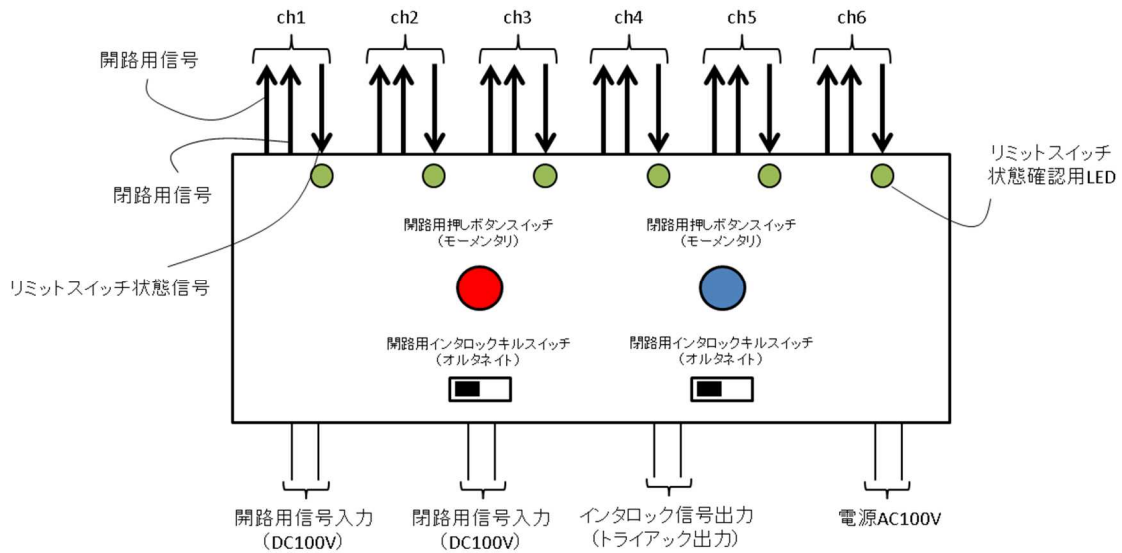 ch1
ch2
ch3
ch4
ch5
ch6
開路用信号
閉路用信号
リミットスイッチ状態信号
リミットスイッチ
状態確認用LED
開路用押しボタンスイッチ
(モーメンタリ)
閉路用押しボタンスイッチ
(モーメンタリ)
開路用インタロックキルスイッチ
(オルタネイト)
閉路用インタロックキルスイッチ
(オルタネイト)
開路用信号入力
(DC100V)
閉路用信号入力
(DC100V)
インタロック信号出力
(トライアック出力)
電源AC100V